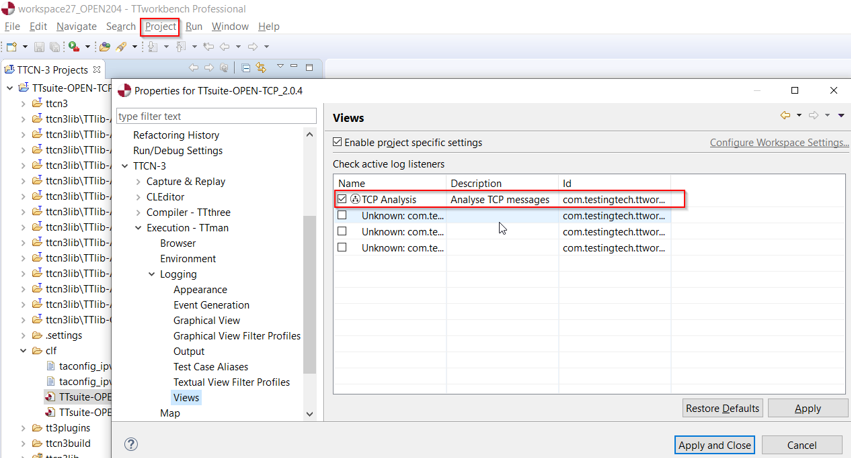 workspace27_OPEN204 - TTworkbench Professional
File Edit Navigate Search Project Run Window Help
TTCN-3 Projects
TTsuite-OPEN-TCP
ttcn3
ttcn3lib\TTlib-A
ttcn3lib\TTlib-A
ttcn3lib\TTlib-A
ttcn3lib\TTlib-A
ttcn3lib\TTlib-A
ttcn3lib\TTlib-A
ttcn3lib\TTlib-A
ttcn3lib\TTlib-A
ttcn3lib\TTlib-A
ttcn3lib\TTlib-A
ttcn3lib\TTlib-A
ttcn3lib\TTlib-A
ttcn3lib\TTlib-A
.settings
clf
taconfig_ipv
taconfig_ipv
TTsuite-OPE
TTsuite-OPE
tt3plugins
ttcn3build
Properties for TTsuite-OPEN-TCP_2.0.4
type filter text
Refactoring History
Run/Debug Settings
TTCN-3
Capture & Replay
CLEditor
Compiler - TTthree
Execution - TTman
Browser
Environment
Logging
Appearance
Event Generation
Graphical View
Graphical View Filter Profiles
Output
Test Case Aliases
Textual View Filter Profiles
Views
Map
Views
Enable project specific settings Configure Workspace Settings...
Check active log listeners
Name Description Id
TCP Analysis Analyse TCP messages com.testingtech.ttwor...
Unknown: com.te... com.testingtech.ttwor...
Unknown: com.te... com.testingtech.ttwor...
Unknown: com.te... com.testingtech.ttwor...
Restore Defaults Apply
Apply and Close Cancel